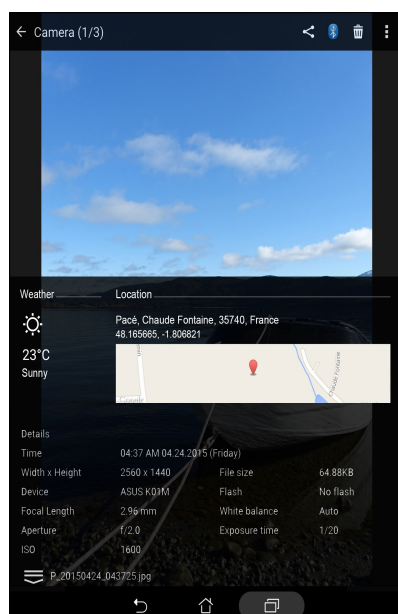 Camera (1/3)
Weather Location
Pacé, Chaude Fontaine, 35740, France
48.165665, -1.806821
23°C
Sunny
Chaude Fontaine
Google
Details
Time 04:37 AM 04.24.2015 (Friday)
Width x Height 2560 x 1440 File size 64.88KB
Device ASUS K01M Flash No flash
Focal Length 2.96 mm White balance Auto
Aperture f/2.0 Exposure time 1/20
ISO 1600
P_20150424_043725.jpg